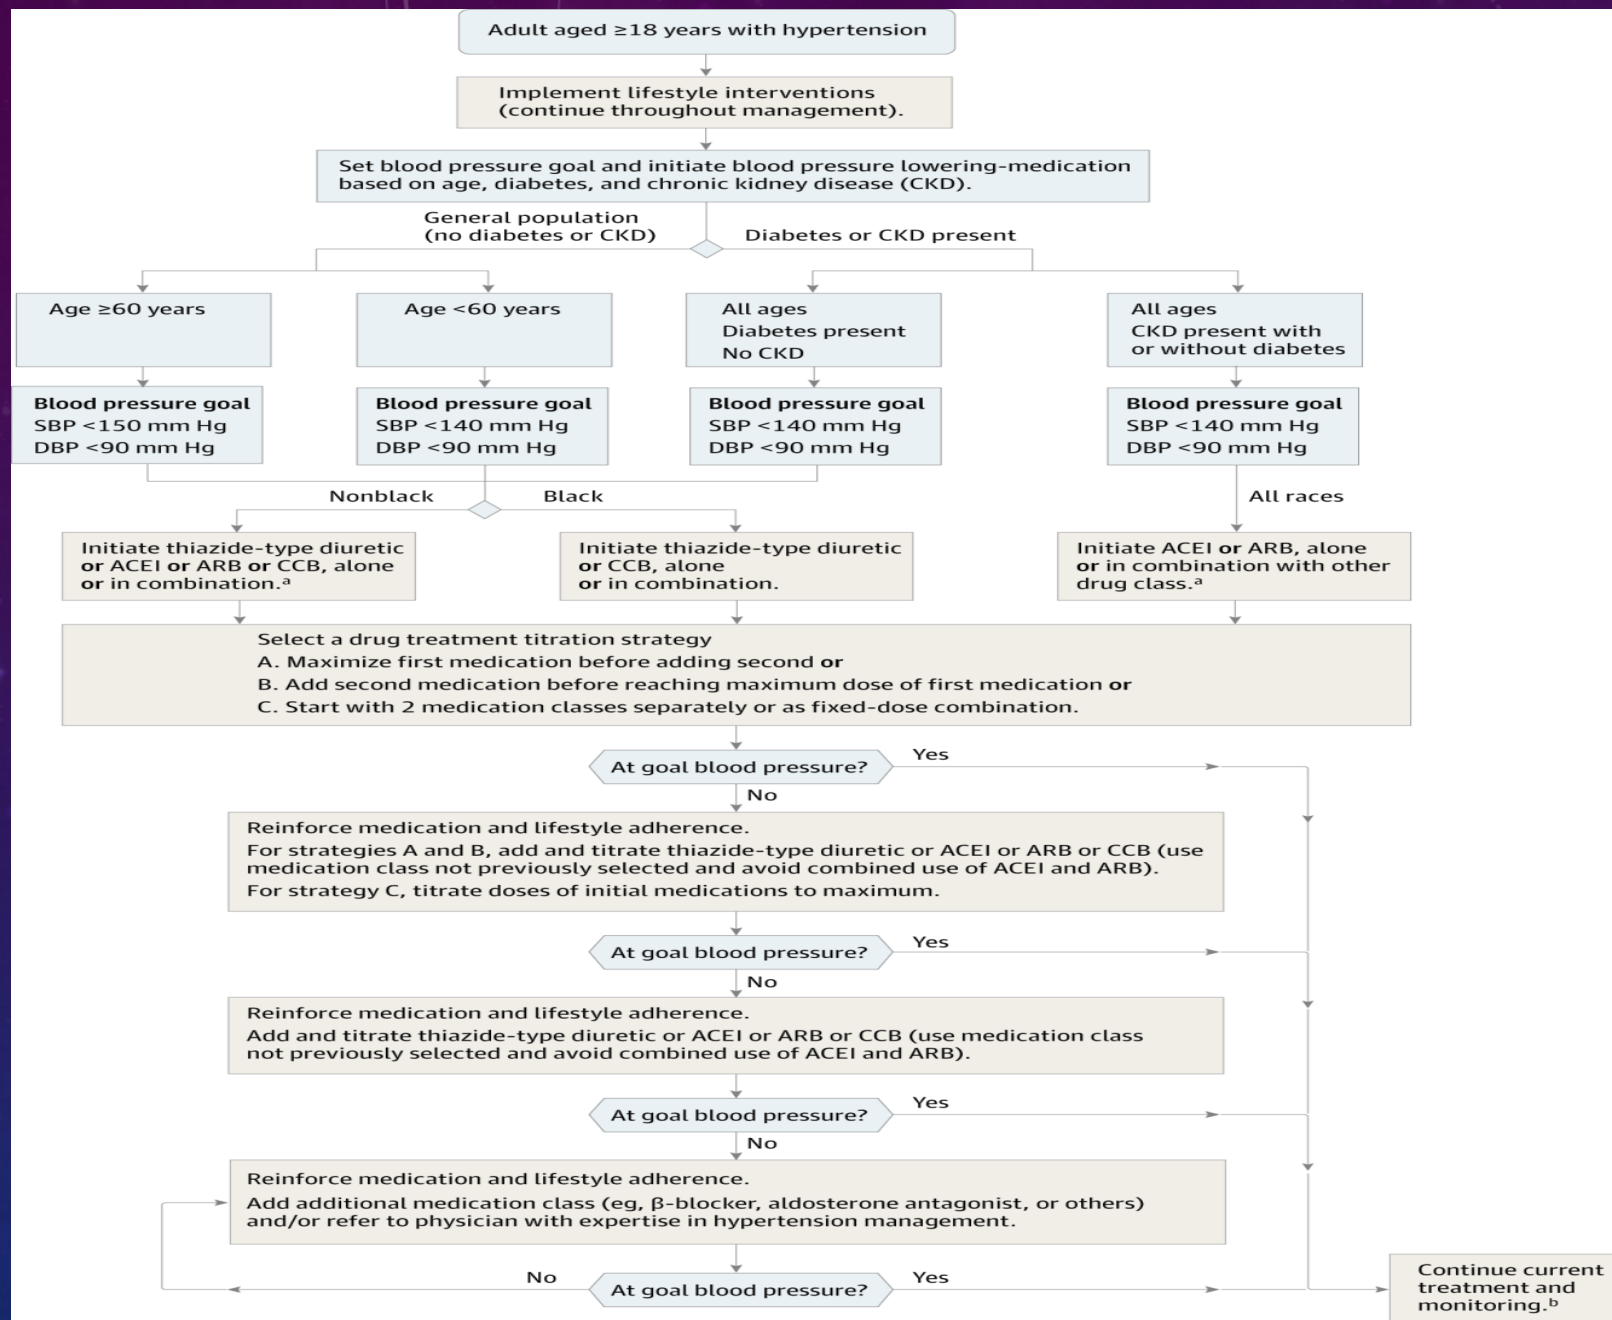 Adult aged ≥18 years with hypertension
Implement lifestyle interventions
(continue throughout management).
Set blood pressure goal and initiate blood pressure lowering-medication
based on age, diabetes, and chronic kidney disease (CKD).
General population
(no diabetes or CKD)
Diabetes or CKD present
Age ≥60 years
Age <60 years
All ages
Diabetes present
No CKD
All ages
CKD present with
or without diabetes
Blood pressure goal
SBP <150 mm Hg
DBP <90 mm Hg
Blood pressure goal
SBP <140 mm Hg
DBP <90 mm Hg
Blood pressure goal
SBP <140 mm Hg
DBP <90 mm Hg
Blood pressure goal
SBP <140 mm Hg
DBP <90 mm Hg
Nonblack
Black
All races
Initiate thiazide-type diuretic
or ACEI or ARB or CCB, alone
or in combination.ᵃ
Initiate thiazide-type diuretic
or CCB, alone
or in combination.
Initiate ACEI or ARB, alone
or in combination with other
drug class.ᵃ
Select a drug treatment titration strategy
A. Maximize first medication before adding second or
B. Add second medication before reaching maximum dose of first medication or
C. Start with 2 medication classes separately or as fixed-dose combination.
At goal blood pressure?
Yes
No
Reinforce medication and lifestyle adherence.
For strategies A and B, add and titrate thiazide-type diuretic or ACEI or ARB or CCB (use
medication class not previously selected and avoid combined use of ACEI and ARB).
For strategy C, titrate doses of initial medications to maximum.
At goal blood pressure?
Yes
No
Reinforce medication and lifestyle adherence.
Add and titrate thiazide-type diuretic or ACEI or ARB or CCB (use medication class
not previously selected and avoid combined use of ACEI and ARB).
At goal blood pressure?
Yes
No
Reinforce medication and lifestyle adherence.
Add additional medication class (eg, β-blocker, aldosterone antagonist, or others)
and/or refer to physician with expertise in hypertension management.
No
At goal blood pressure?
Yes
Continue current
treatment and
monitoring.ᵇ